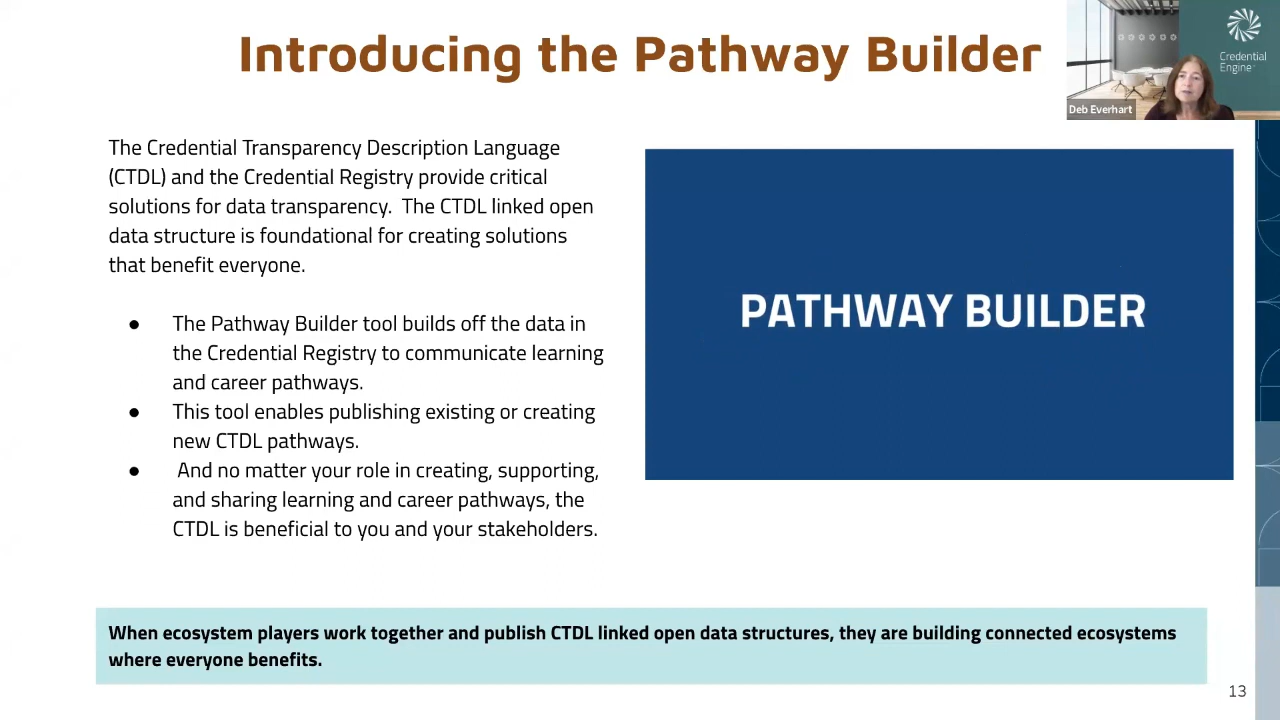 Introducing the Pathway Builder
Credential
Engine
Deb Everhart
The Credential Transparency Description Language
(CTDL) and the Credential Registry provide critical
solutions for data transparency.  The CTDL linked open
data structure is foundational for creating solutions
that benefit everyone.
● The Pathway Builder tool builds off the data in
the Credential Registry to communicate learning
and career pathways.
● This tool enables publishing existing or creating
new CTDL pathways.
● And no matter your role in creating, supporting,
and sharing learning and career pathways, the
CTDL is beneficial to you and your stakeholders.
PATHWAY BUILDER
When ecosystem players work together and publish CTDL linked open data structures, they are building connected ecosystems
where everyone benefits.
13